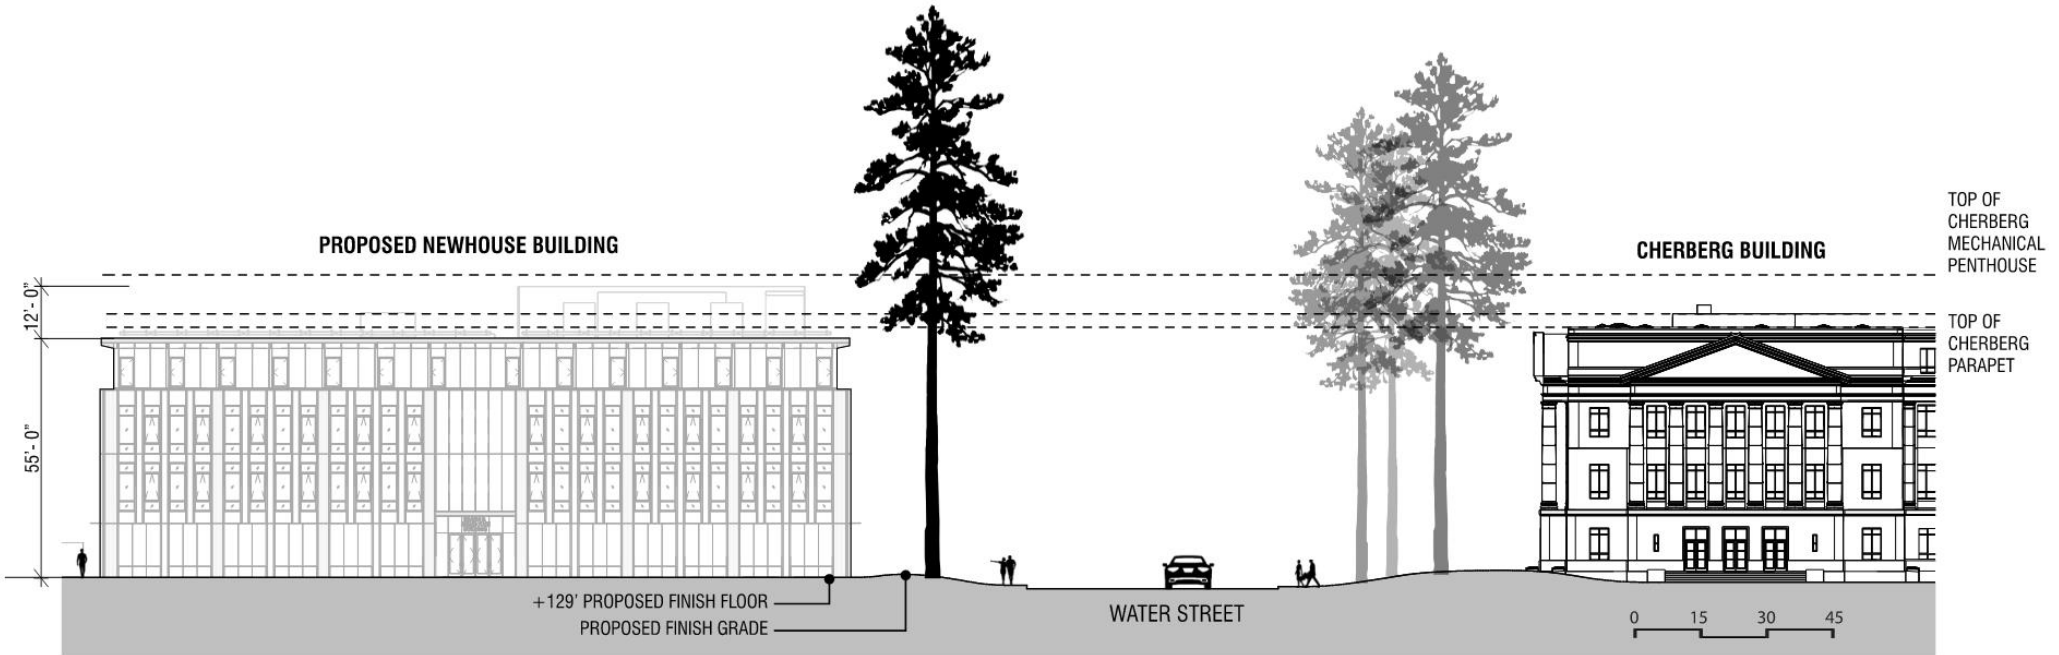 PROPOSED NEWHOUSE BUILDING
CHERBERG BUILDING
TOP OF
CHERBERG
MECHANICAL
PENTHOUSE
12' - 0"
TOP OF
CHERBERG
PARAPET
55' - 0"
+129' PROPOSED FINISH FLOOR
PROPOSED FINISH GRADE
WATER STREET
0 15 30 45